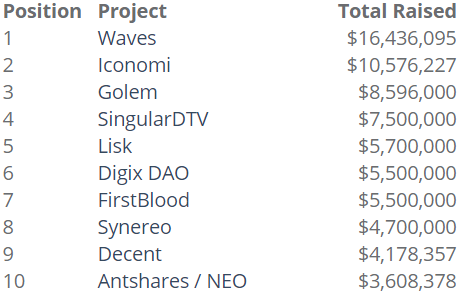 Position Project Total Raised
1 Waves $16,436,095
2 Iconomi $10,576,227
3 Golem $8,596,000
4 SingularDTV $7,500,000
5 Lisk $5,700,000
6 Digix DAO $5,500,000
7 FirstBlood $5,500,000
8 Synereo $4,700,000
9 Decent $4,178,357
10 Antshares / NEO $3,608,378